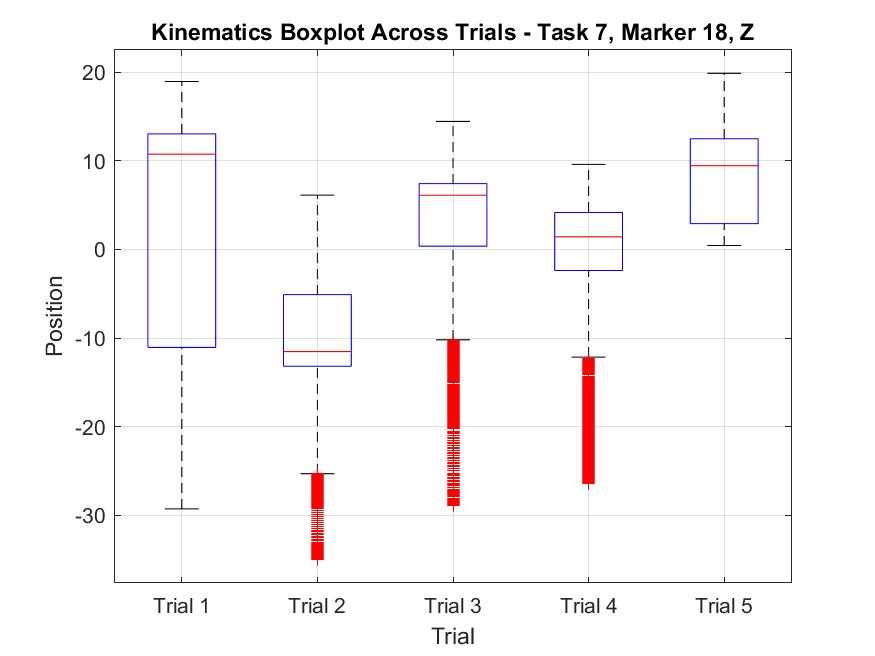 Kinematics Boxplot Across Trials - Task 7, Marker 18, Z
20
10
0
-10
-20
-30
Position
Trial 1
Trial 2
Trial 3
Trial 4
Trial 5
Trial